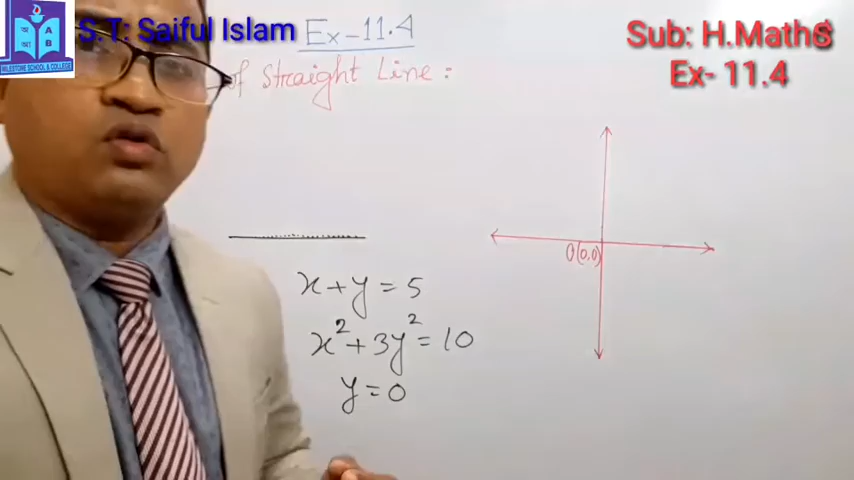 S.T: Saiful Islam
Ex-11.4
Sub: H.Maths
Ex- 11.4
of Straight Line:
O(0,0)
x+y=5
x²+3y²=10
y=0